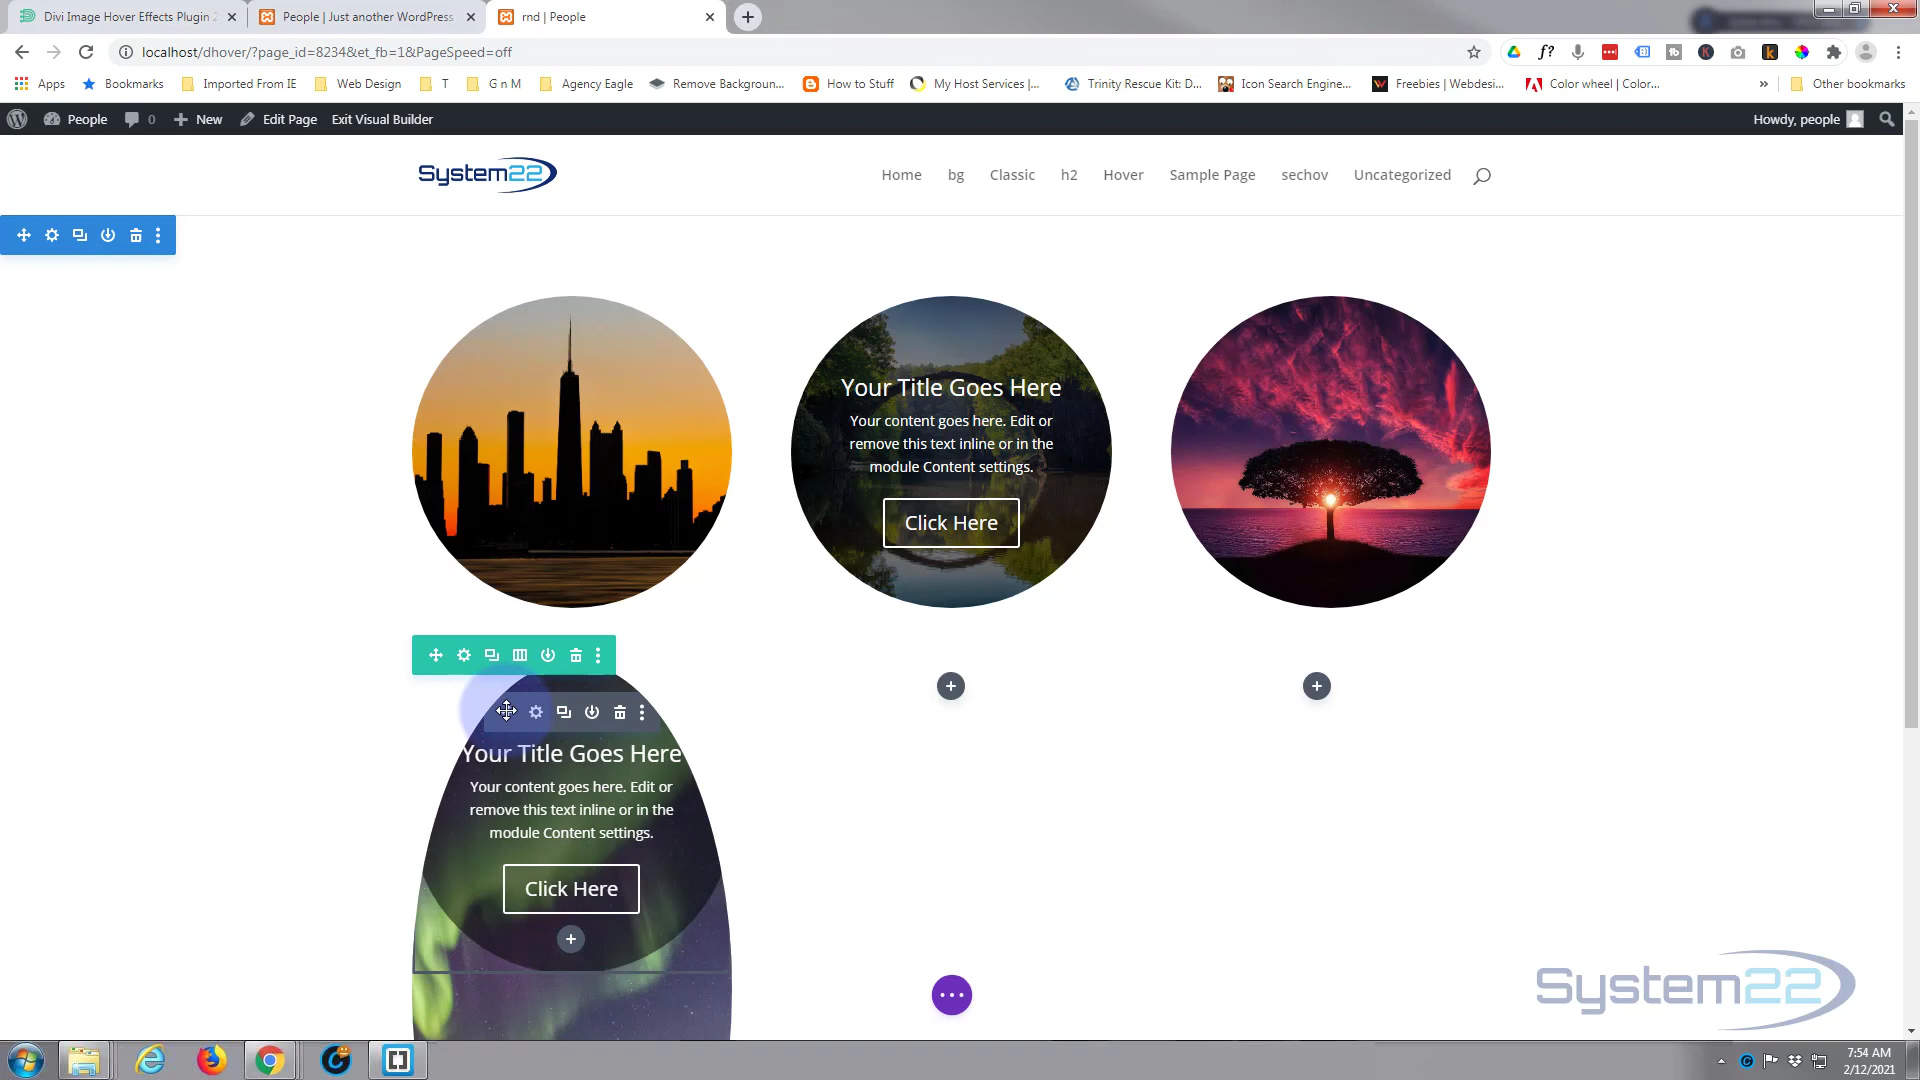 Divi Image Hover Effects Plugin 2
People | Just another WordPress
rnd | People
localhost/dhover/?page_id=8234&et_fb=1&PageSpeed=off
Apps
Bookmarks
Imported From IE
Web Design
T
G n M
Agency Eagle
Remove Backgroun...
How to Stuff
My Host Services |...
Trinity Rescue Kit: D...
Icon Search Engine...
Freebies | Webdesi...
Color wheel | Color...
»
Other bookmarks
People
0
New
Edit Page
Exit Visual Builder
Howdy, people
System22
Home
bg
Classic
h2
Hover
Sample Page
sechov
Uncategorized
Your Title Goes Here
Your content goes here. Edit or
remove this text inline or in the
module Content settings.
Click Here
Your Title Goes Here
Your content goes here. Edit or
remove this text inline or in the
module Content settings.
Click Here
System22
7:54 AM
2/12/2021